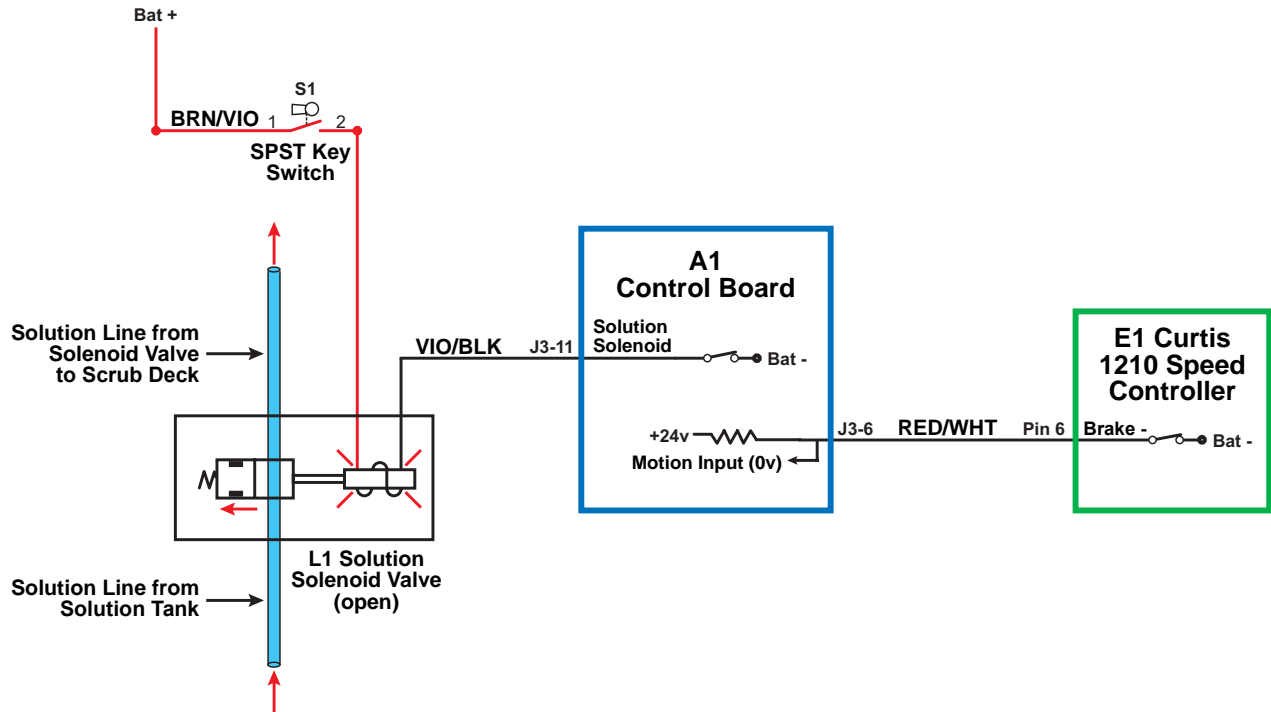 Bat +
S1
BRN/VIO 1 2
SPST Key
Switch
A1
Control Board
Solution Line from
Solenoid Valve
to Scrub Deck
VIO/BLK J3-11
Solution
Solenoid
Bat -
E1 Curtis
1210 Speed
Controller
+24v
J3-6 RED/WHT Pin 6
Brake -
Bat -
Motion Input (0v)
L1 Solution
Solenoid Valve
(open)
Solution Line from
Solution Tank